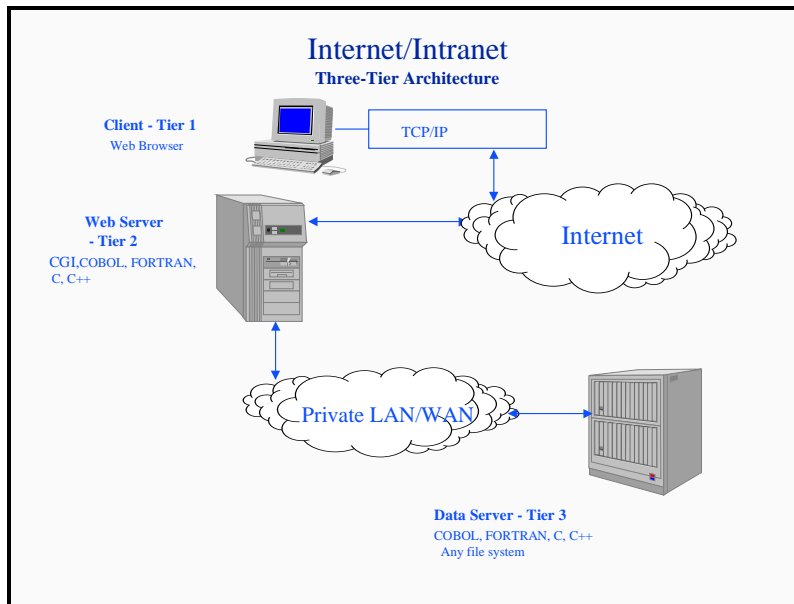 Internet/Intranet
Three-Tier Architecture
Client - Tier 1
Web Browser
TCP/IP
Web Server
- Tier 2
CGI,COBOL, FORTRAN,
C, C++
Internet
Private LAN/WAN
Data Server - Tier 3
COBOL, FORTRAN, C, C++
Any file system